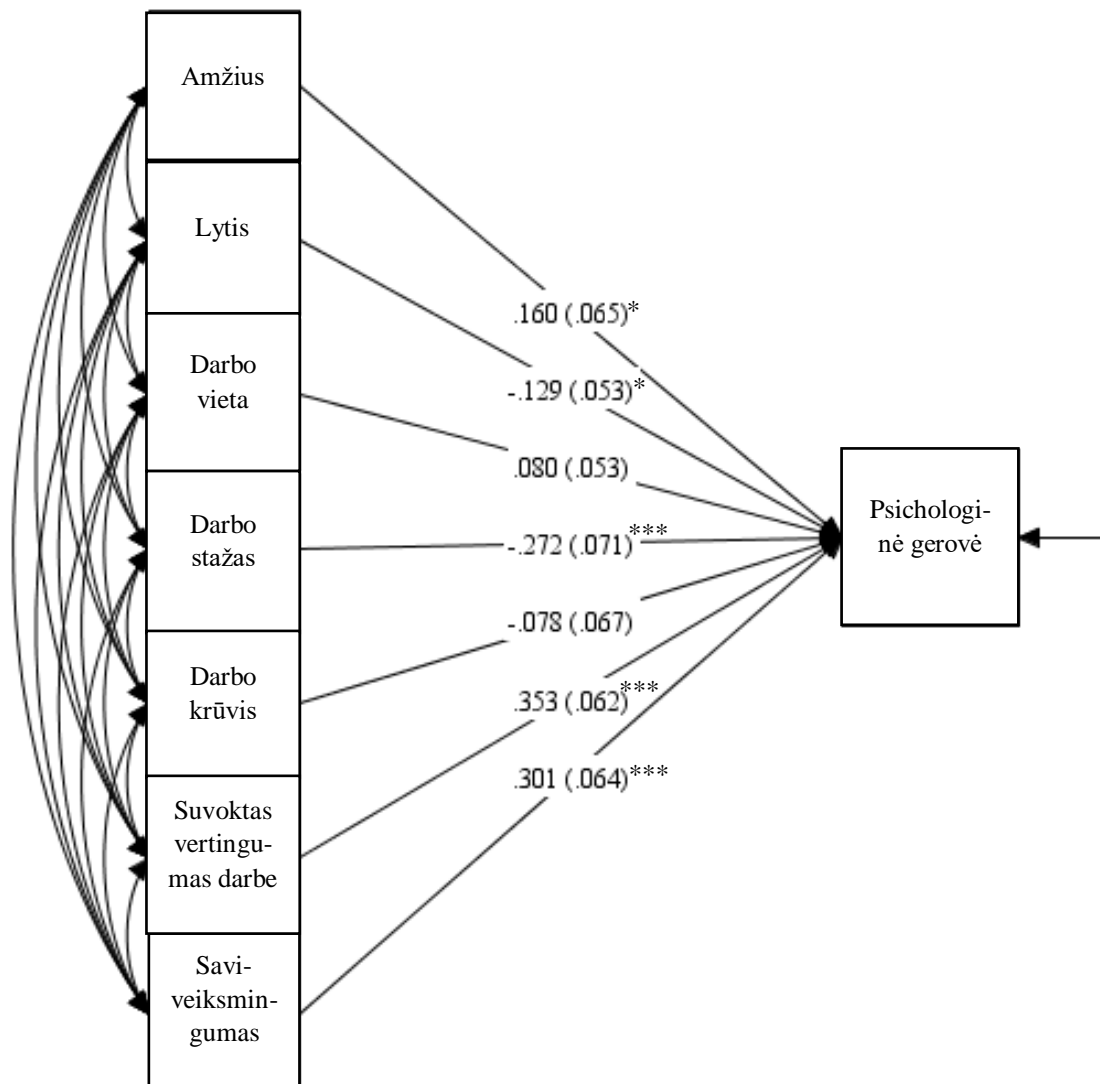 Amžius
Lytis
Darbo
vieta
Darbo
stažas
Darbo
krūvis
Suvoktas
vertingu-
mas darbe
Savi-
veiksmin-
gumas
.160 (.065)*
-.129 (.053)*
.080 (.053)
-.272 (.071)***
-.078 (.067)
.353 (.062)***
.301 (.064)***
Psichologi-
nė gerovė